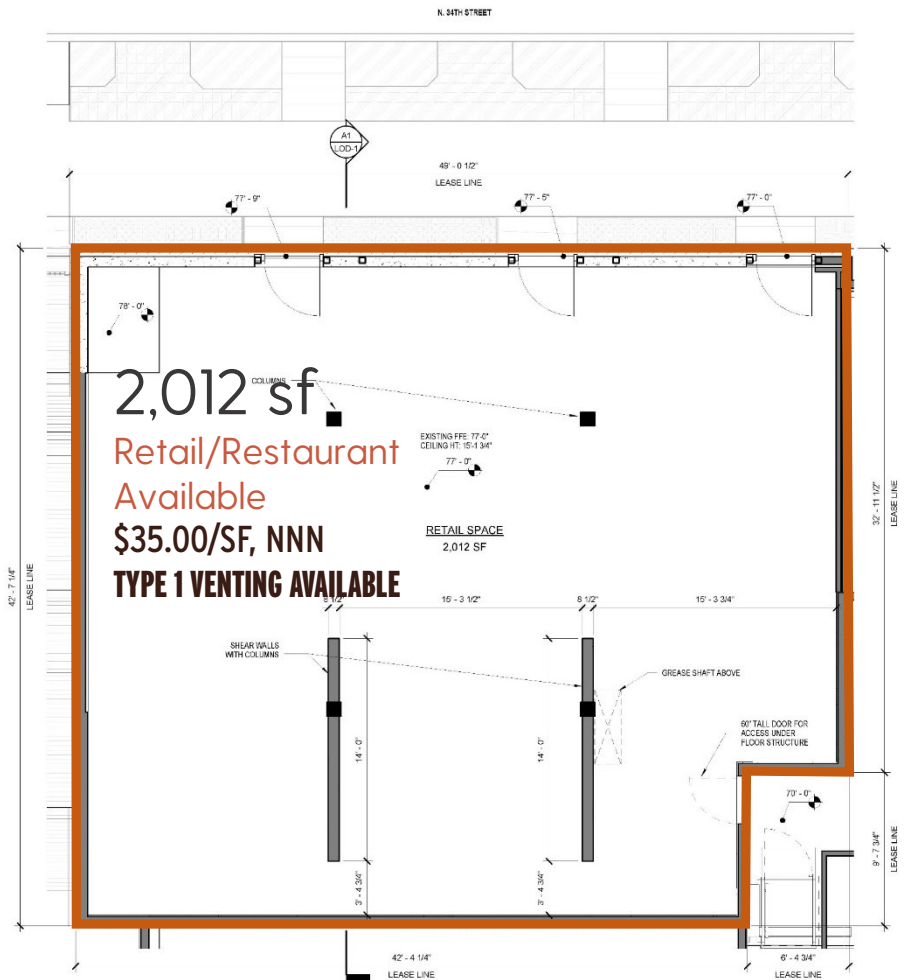 N. 34TH STREET
A1
LOD-1
49' - 0 1/2"
LEASE LINE
77' - 9"
77' - 5"
77' - 0"
78' - 0"
2,012 sf
COLUMNS
Retail/Restaurant
Available
$35.00/SF, NNN
TYPE 1 VENTING AVAILABLE
EXISTING FFE: 77'-0"
CEILING HT: 15'-1 3/4"
77' - 0"
RETAIL SPACE
2,012 SF
32' - 11 1/2"
LEASE LINE
42' - 7 1/4"
LEASE LINE
8 1/2"
15' - 3 1/2"
8 1/2"
15' - 3 3/4"
SHEAR WALLS
WITH COLUMNS
GREASE SHAFT ABOVE
60" TALL DOOR FOR
ACCESS UNDER
FLOOR STRUCTURE
14' - 0"
14' - 0"
70' - 0"
9' - 7 3/4"
LEASE LINE
3' - 4 3/4"
3' - 4 3/4"
42' - 4 1/4"
LEASE LINE
6' - 4 3/4"
LEASE LINE